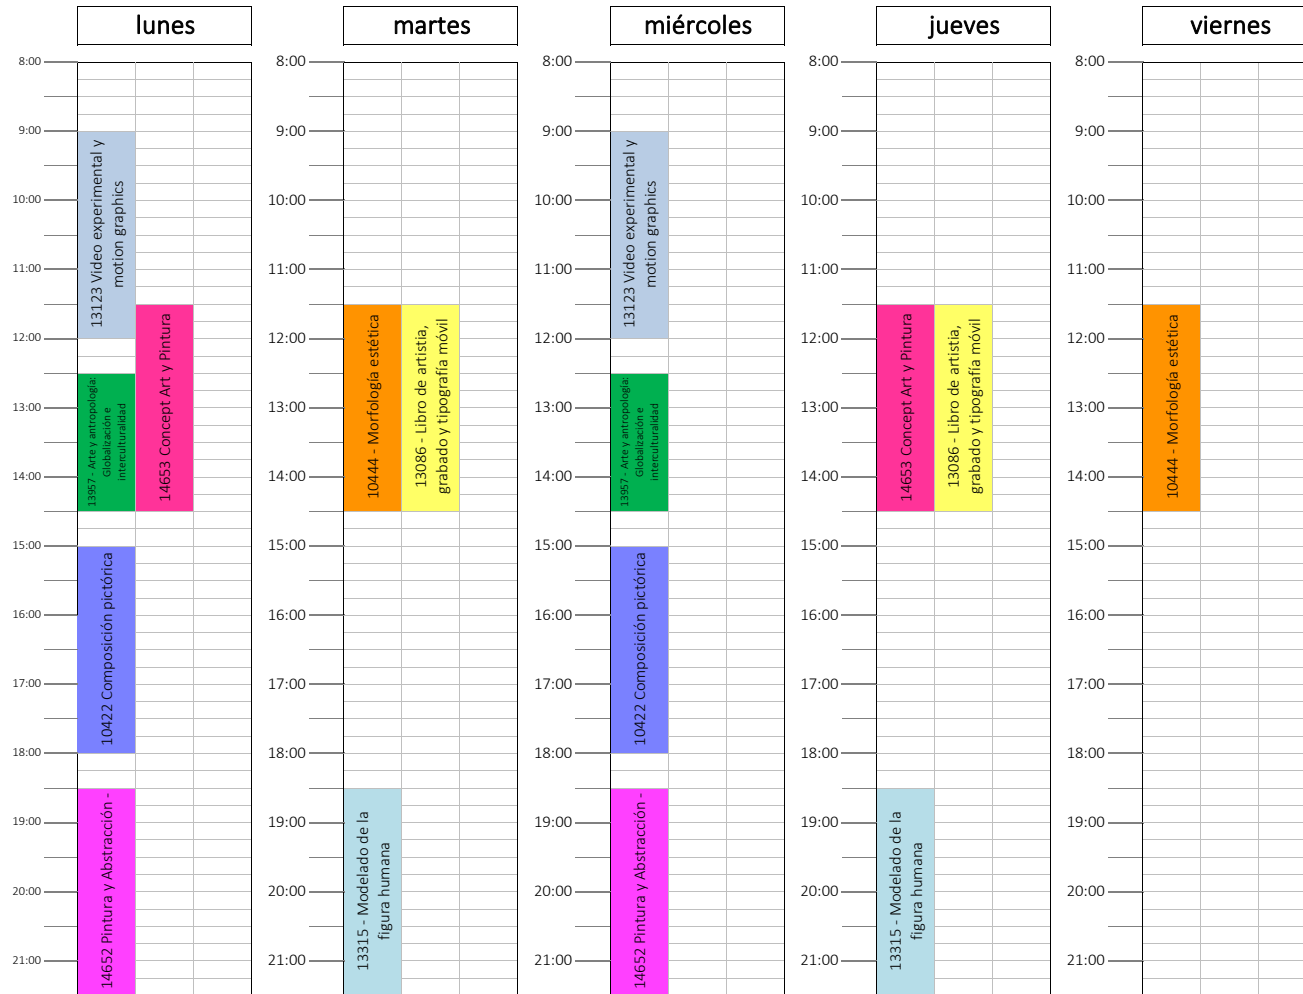 lunes
martes
miércoles
jueves
viernes
8:00
9:00
10:00
11:00
12:00
13:00
14:00
15:00
16:00
17:00
18:00
19:00
20:00
21:00
13123 Video experimental y
motion graphics
14653 Concept Art y Pintura
13957 - Arte y antropología:
Globalización e
interculturalidad
10422 Composición pictórica
14652 Pintura y Abstracción -
8:00
9:00
10:00
11:00
12:00
13:00
14:00
15:00
16:00
17:00
18:00
19:00
20:00
21:00
10444 - Morfología estética
13086 - Libro de artistia,
grabado y tipografía móvil
13315 - Modelado de la
figura humana
8:00
9:00
10:00
11:00
12:00
13:00
14:00
15:00
16:00
17:00
18:00
19:00
20:00
21:00
13123 Video experimental y
motion graphics
13957 - Arte y antropología:
Globalización e
interculturalidad
10422 Composición pictórica
14652 Pintura y Abstracción -
8:00
9:00
10:00
11:00
12:00
13:00
14:00
15:00
16:00
17:00
18:00
19:00
20:00
21:00
14653 Concept Art y Pintura
13086 - Libro de artistia,
grabado y tipografía móvil
13315 - Modelado de la
figura humana
8:00
9:00
10:00
11:00
12:00
13:00
14:00
15:00
16:00
17:00
18:00
19:00
20:00
21:00
10444 - Morfología estética